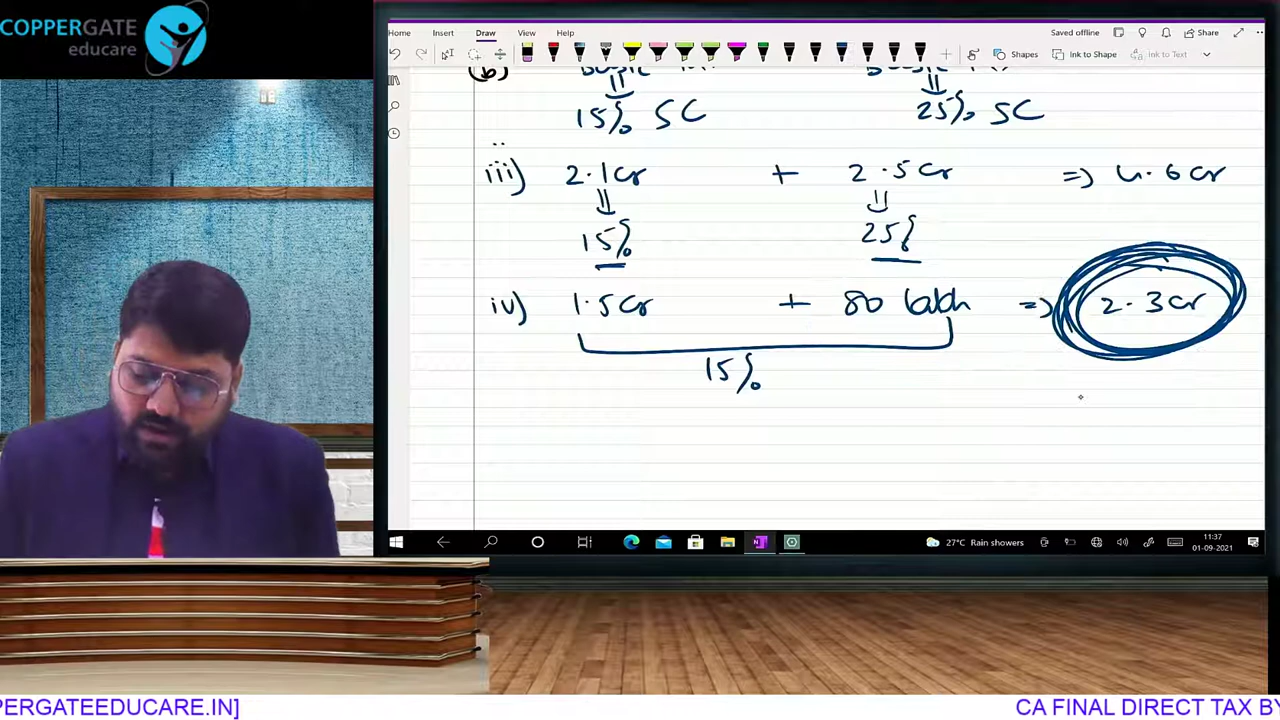 COPPERGATE
educare
Home Insert Draw View Help
Saved offline
Share
Shapes
Ink to Shape
Ink to Text
(b)
15% SC 25% SC
iii) 2.1cr + 2.5cr => 4.6cr
15% 25%
iv) 1.5cr + 80 lakh => 2.3cr
15%
27°C Rain showers
11:37
01-09-2021
PERGATEEDUCARE.IN] CA FINAL DIRECT TAX BY